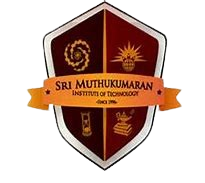 SRI MUTHUKUMARAN
INSTITUTE OF TECHNOLOGY
-SINCE 1996-